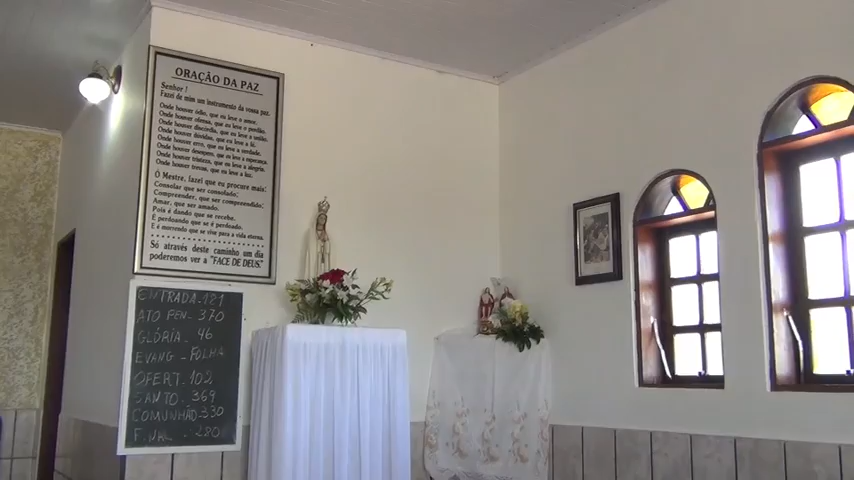 ORAÇÃO DA PAZ
Senhor!
Fazei de mim um instrumento da vossa paz.
Onde houver ódio, que eu leve o amor.
Onde houver ofensa, que eu leve o perdão.
Onde houver discórdia, que eu leve a união.
Onde houver dúvidas, que eu leve a fé.
Onde houver erro, que eu leve a verdade.
Onde houver desespero, que eu leve a esperança.
Onde houver tristeza, que eu leve a alegria.
Onde houver trevas, que eu leve a luz.
Ó Mestre, fazei que eu procure mais:
Consolar que ser consolado;
Compreender, que ser compreendido;
Amar, que ser amado.
Pois é dando que se recebe.
É perdoando que se é perdoado.
E é morrendo que se vive para a vida eterna.
Só através deste caminho um dia
poderemos ver a "FACE DE DEUS."
ENTRADA. 181
ATO PEN. 370
GLÓRIA - 46
EVANG - FOLHA
OFERT. 102
SANTO. 369
COMUNHÃO. 330
FINAL - 280